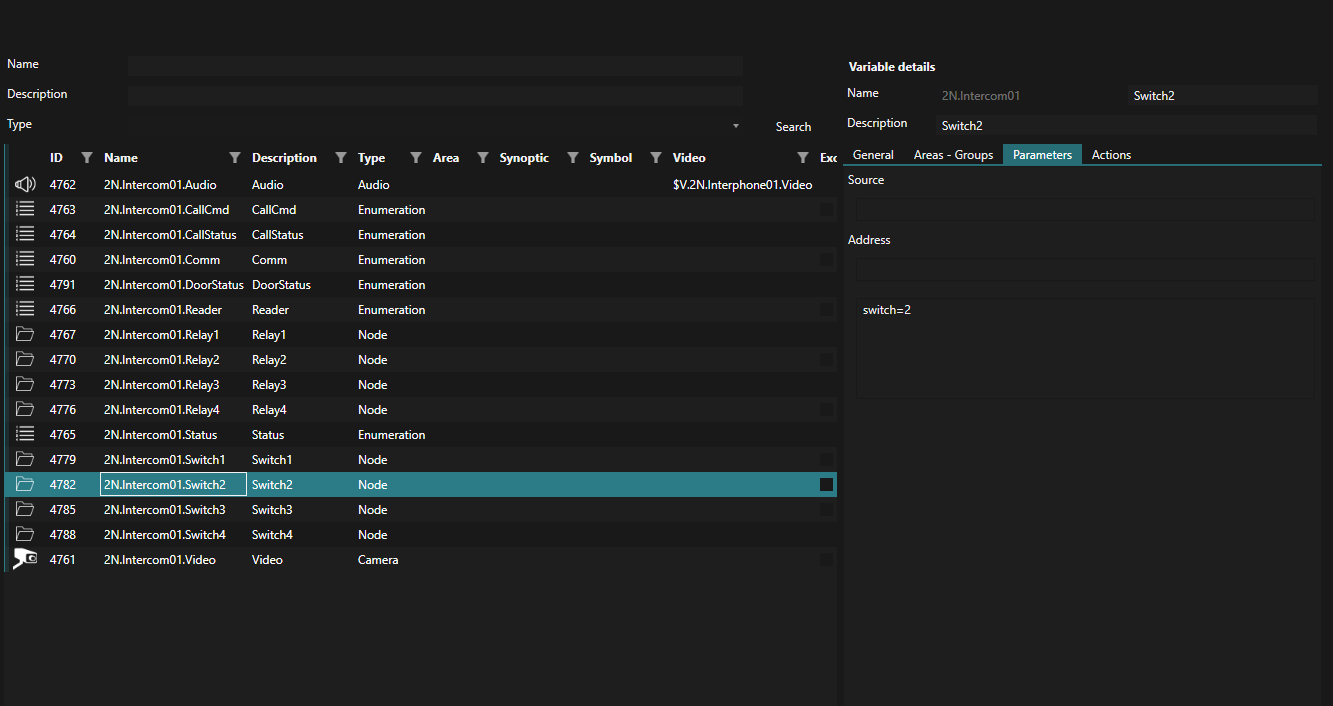 Name
Description
Type
Search
ID Name Description Type Area Synoptic Symbol Video Exc
4762 2N.Intercom01.Audio Audio Audio $V.2N.Interphone01.Video
4763 2N.Intercom01.CallCmd CallCmd Enumeration
4764 2N.Intercom01.CallStatus CallStatus Enumeration
4760 2N.Intercom01.Comm Comm Enumeration
4791 2N.Intercom01.DoorStatus DoorStatus Enumeration
4766 2N.Intercom01.Reader Reader Enumeration
4767 2N.Intercom01.Relay1 Relay1 Node
4770 2N.Intercom01.Relay2 Relay2 Node
4773 2N.Intercom01.Relay3 Relay3 Node
4776 2N.Intercom01.Relay4 Relay4 Node
4765 2N.Intercom01.Status Status Enumeration
4779 2N.Intercom01.Switch1 Switch1 Node
4782 2N.Intercom01.Switch2 Switch2 Node
4785 2N.Intercom01.Switch3 Switch3 Node
4788 2N.Intercom01.Switch4 Switch4 Node
4761 2N.Intercom01.Video Video Camera
Variable details
Name 2N.Intercom01 Switch2
Description Switch2
General Areas - Groups Parameters Actions
Source
Address
switch=2